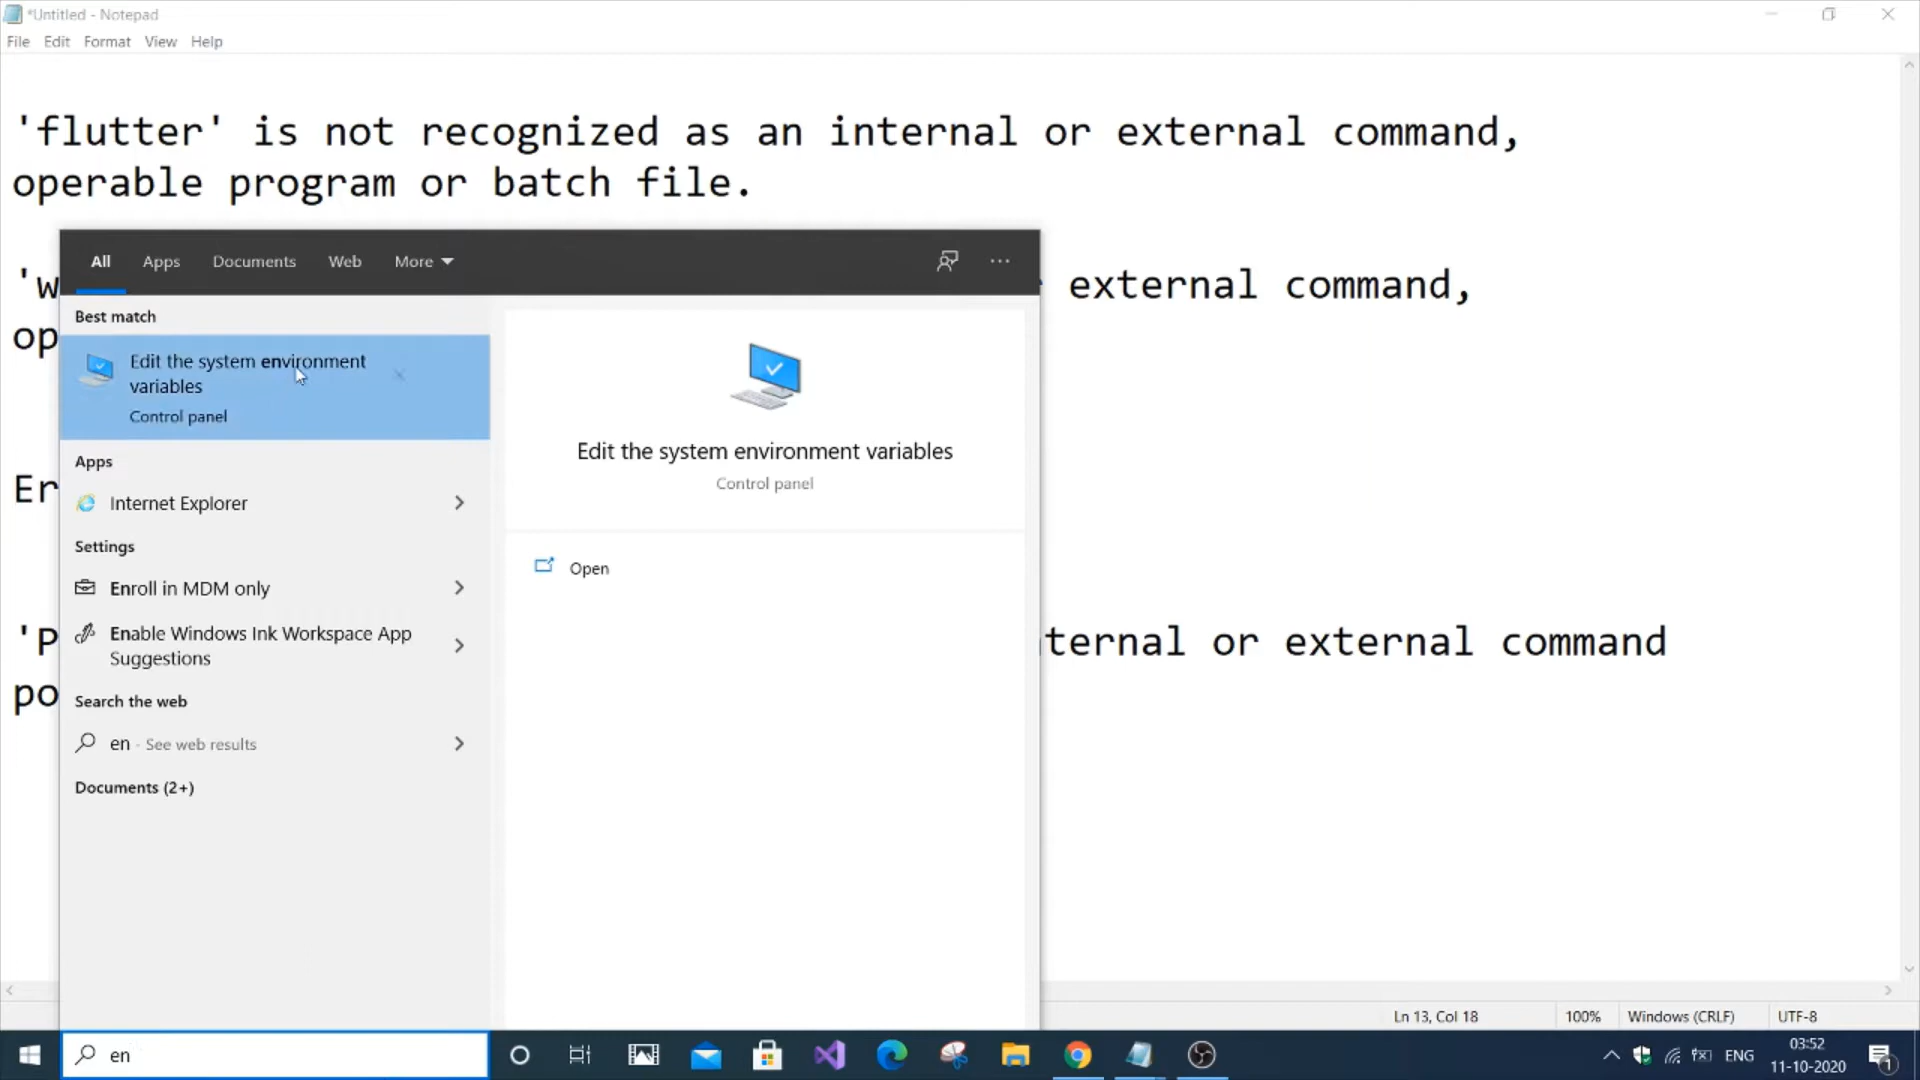 *Untitled - Notepad
File Edit Format View Help
'flutter' is not recognized as an internal or external command,
operable program or batch file.
'w
external command,
op
Er
'P
ternal or external command
po
All Apps Documents Web More
Best match
Edit the system environment
variables
Control panel
Apps
Internet Explorer
Settings
Enroll in MDM only
Enable Windows Ink Workspace App
Suggestions
Search the web
en - See web results
Documents (2+)
Edit the system environment variables
Control panel
Open
Ln 13, Col 18 100% Windows (CRLF) UTF-8
en
ENG
03:52
11-10-2020
1